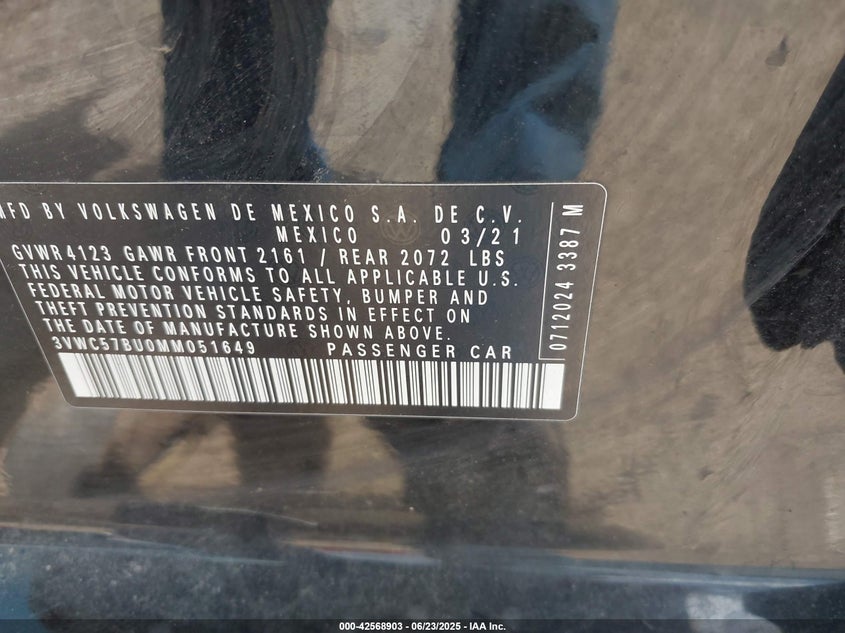 MFD BY VOLKSWAGEN DE MEXICO S.A. DE C.V.
MEXICO 03/21
GVWR 4123 GAWR FRONT 2161 / REAR 2072 LBS
THIS VEHICLE CONFORMS TO ALL APPLICABLE U.S.
FEDERAL MOTOR VEHICLE SAFETY, BUMPER AND
THEFT PREVENTION STANDARDS IN EFFECT ON
THE DATE OF MANUFACTURE SHOWN ABOVE.
3VWC57BU0MM051649 PASSENGER CAR
0712024 3387 M
000-42568903 - 06/23/2025 - IAA Inc.